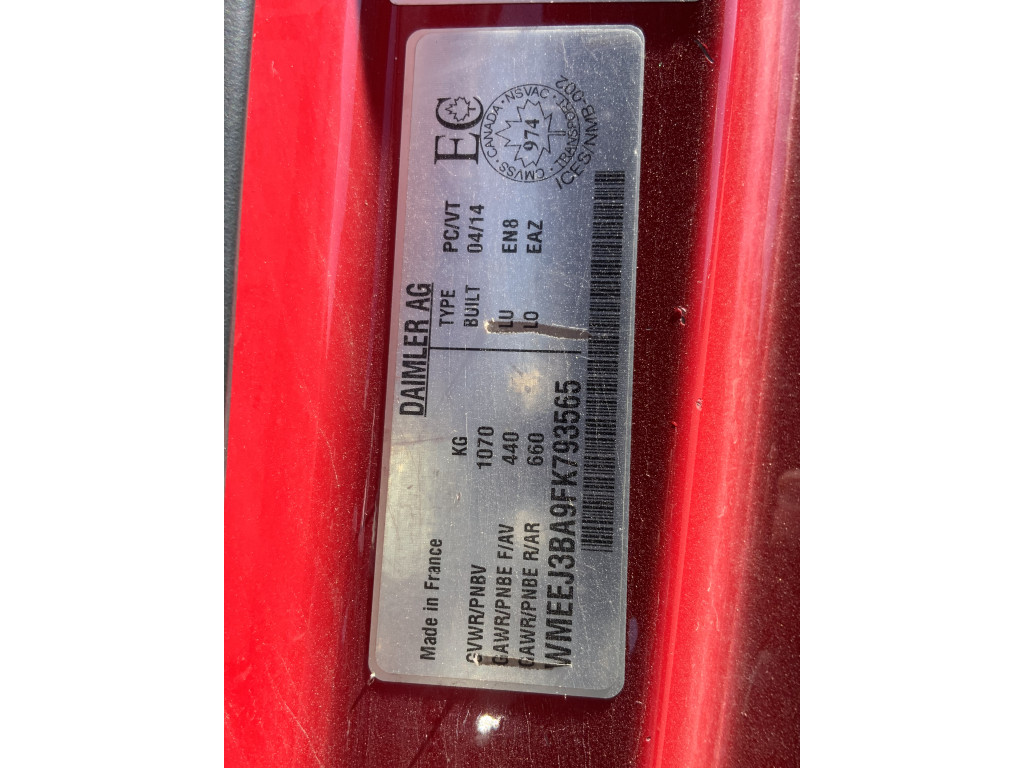 Made in France
DAIMLER AG
KG
GVWR/PNBV 1070
GAWR/PNBE F/AV 440
GAWR/PNBE R/AR 660
TYPE PC/VT
BUILT 04/14
LU EN8
LO EAZ
EC
CMVSS · CANADA · NSVAC · TRANSPORT
974
ICES/NMB-002
WMEEJ3BA9FK793565